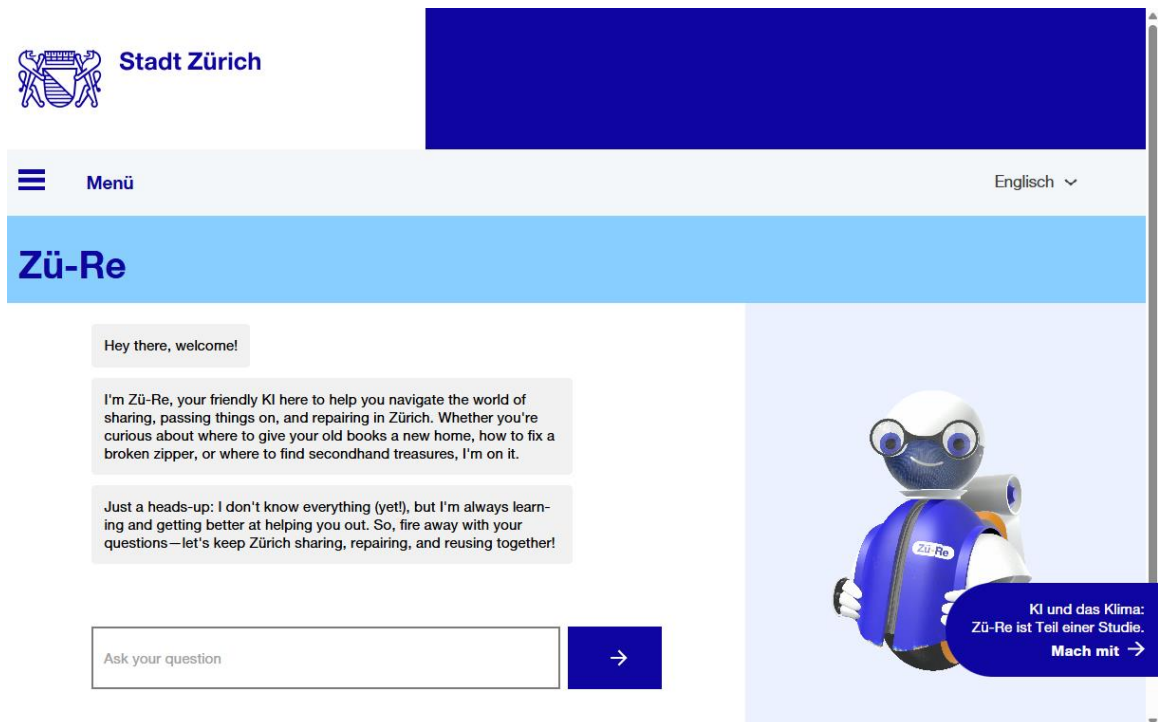 Stadt Zürich
Menü
Englisch
Zü-Re
Hey there, welcome!
I'm Zü-Re, your friendly KI here to help you navigate the world of
sharing, passing things on, and repairing in Zürich. Whether you're
curious about where to give your old books a new home, how to fix a
broken zipper, or where to find secondhand treasures, I'm on it.
Just a heads-up: I don't know everything (yet!), but I'm always learn-
ing and getting better at helping you out. So, fire away with your
questions—let's keep Zürich sharing, repairing, and reusing together!
Ask your question
Zü-Re
KI und das Klima:
Zü-Re ist Teil einer Studie.
Mach mit →